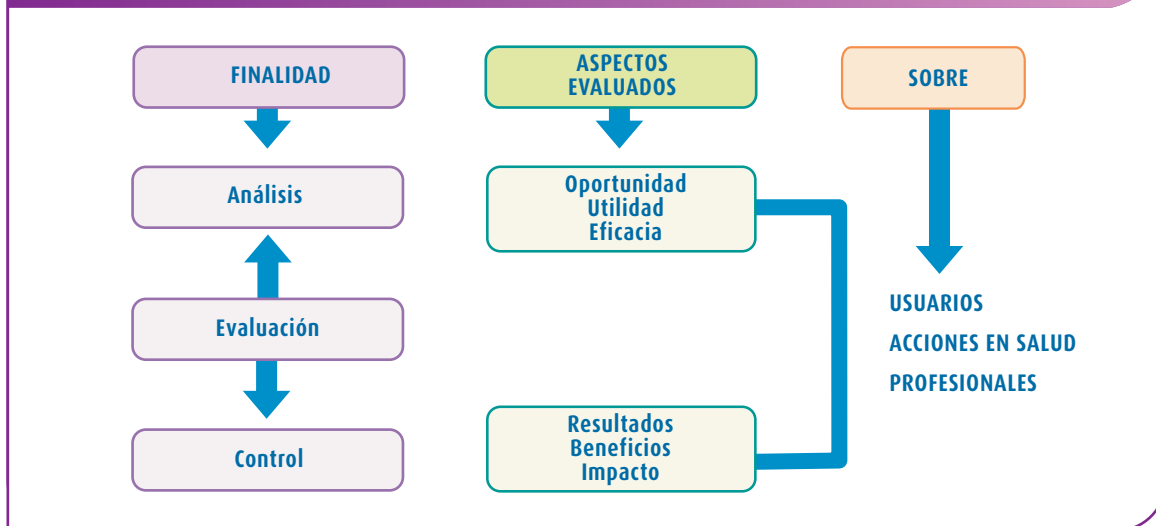 FINALIDAD
Análisis
Evaluación
Control
ASPECTOS
EVALUADOS
Oportunidad
Utilidad
Eficacia
Resultados
Beneficios
Impacto
SOBRE
USUARIOS
ACCIONES EN SALUD
PROFESIONALES